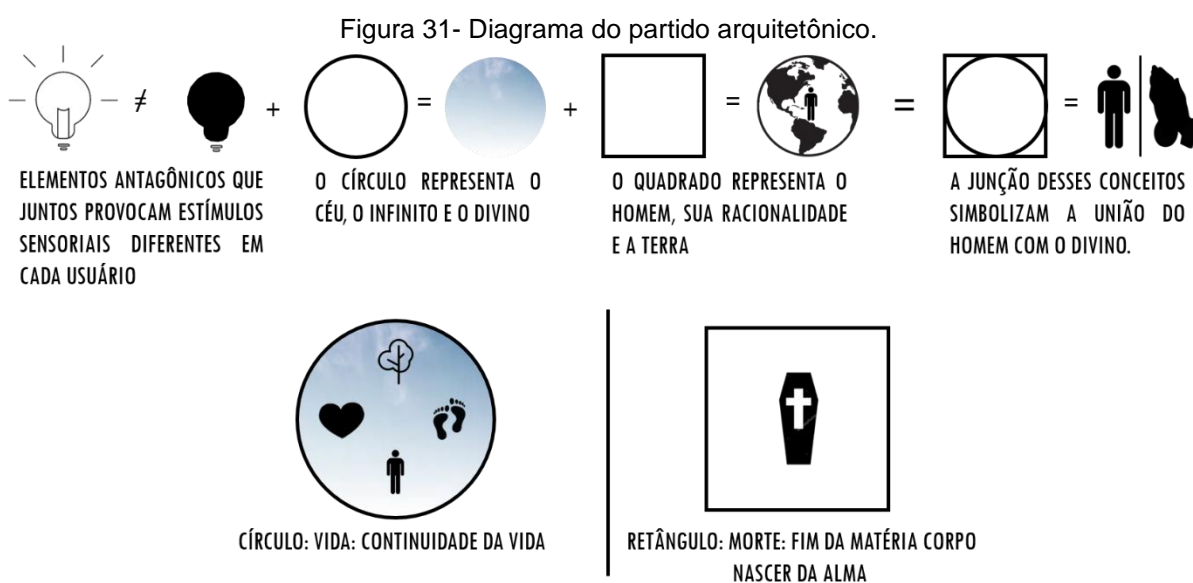 Figura 31- Diagrama do partido arquitetônico.
≠ + = + = = =
ELEMENTOS ANTAGÔNICOS QUE
JUNTOS PROVOCAM ESTÍMULOS
SENSORIAIS DIFERENTES EM
CADA USUÁRIO
O CÍRCULO REPRESENTA O
CÉU, O INFINITO E O DIVINO
O QUADRADO REPRESENTA O
HOMEM, SUA RACIONALIDADE
E A TERRA
A JUNÇÃO DESSES CONCEITOS
SIMBOLIZAM A UNIÃO DO
HOMEM COM O DIVINO.
CÍRCULO: VIDA: CONTINUIDADE DA VIDA
RETÂNGULO: MORTE: FIM DA MATÉRIA CORPO
NASCER DA ALMA